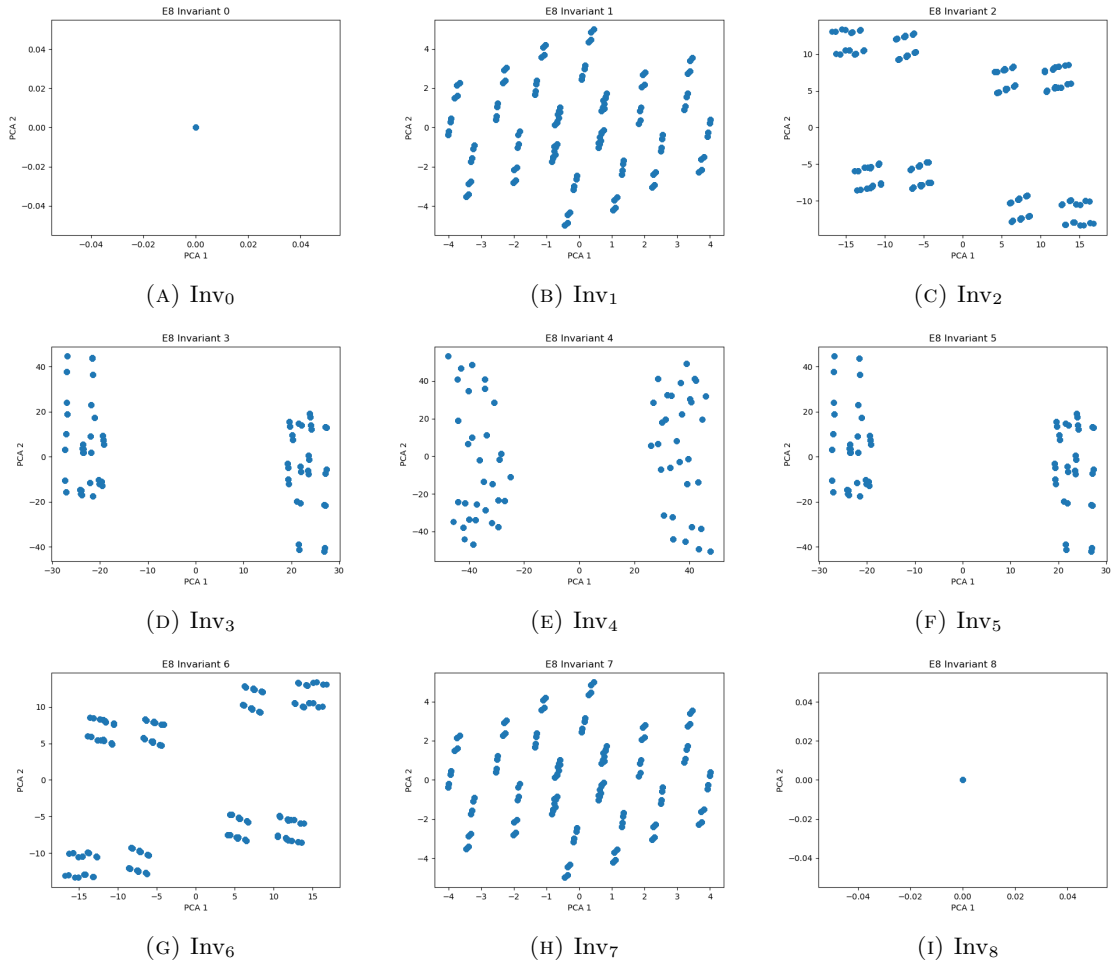 E8 Invariant 0
PCA 2
0.04
0.02
0.00
−0.02
−0.04
−0.04 −0.02 0.00 0.02 0.04
PCA 1
(A) Inv0
E8 Invariant 1
PCA 2
4
2
0
−2
−4
−4 −3 −2 −1 0 1 2 3 4
PCA 1
(B) Inv1
E8 Invariant 2
PCA 2
10
5
0
−5
−10
−15 −10 −5 0 5 10 15
PCA 1
(C) Inv2
E8 Invariant 3
PCA 2
40
20
0
−20
−40
−30 −20 −10 0 10 20 30
PCA 1
(D) Inv3
E8 Invariant 4
PCA 2
40
20
0
−20
−40
−40 −20 0 20 40
PCA 1
(E) Inv4
E8 Invariant 5
PCA 2
40
20
0
−20
−40
−30 −20 −10 0 10 20 30
PCA 1
(F) Inv5
E8 Invariant 6
PCA 2
10
5
0
−5
−10
−15 −10 −5 0 5 10 15
PCA 1
(G) Inv6
E8 Invariant 7
PCA 2
4
2
0
−2
−4
−4 −3 −2 −1 0 1 2 3 4
PCA 1
(H) Inv7
E8 Invariant 8
PCA 2
0.04
0.02
0.00
−0.02
−0.04
−0.04 −0.02 0.00 0.02 0.04
PCA 1
(I) Inv8